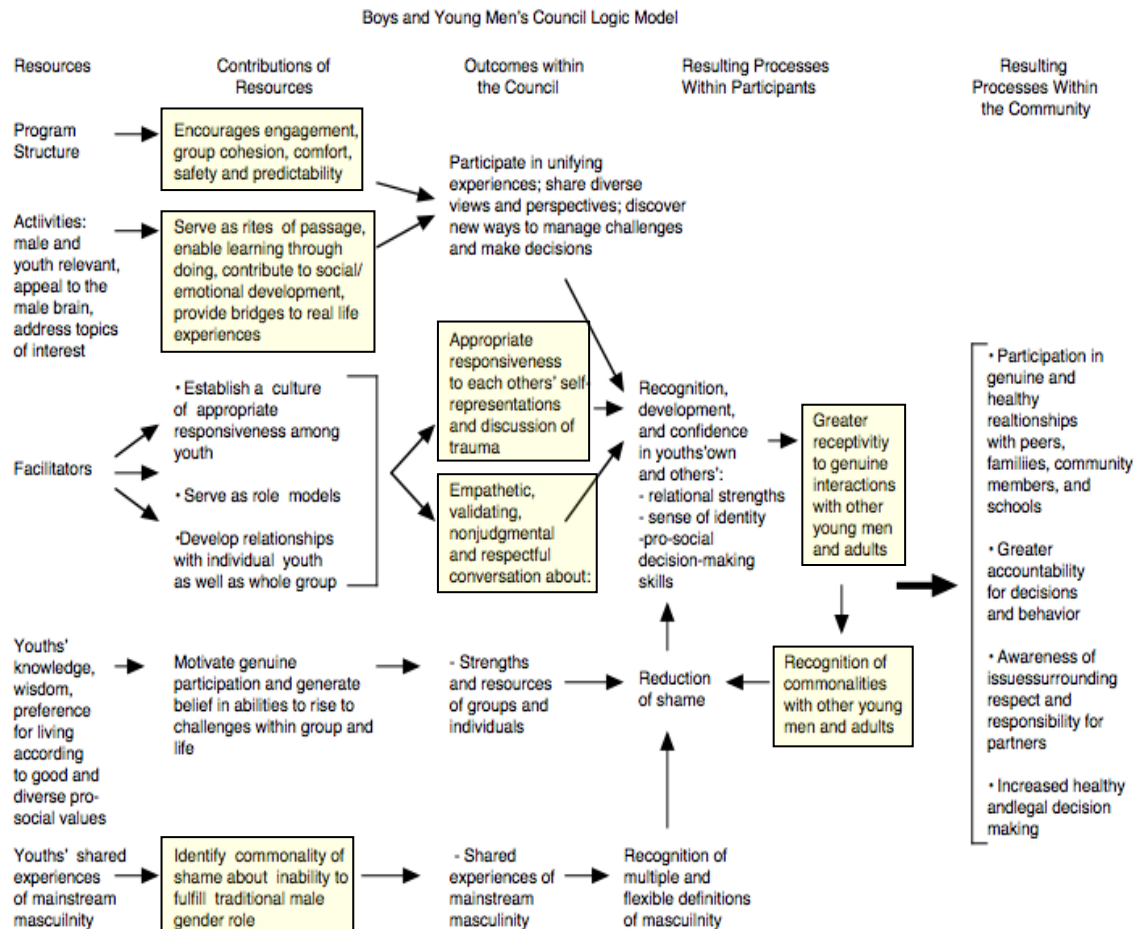 Boys and Young Men's Council Logic Model
Resources
Contributions of
Resources
Outcomes within
the Council
Resulting Processes
Within Participants
Resulting
Processes Within
the Community
Program
Structure
Encourages engagement,
group cohesion, comfort,
safety and predictability
Participate in unifying
experiences; share diverse
views and perspectives; discover
new ways to manage challenges
and make decisions
Actiivities:
male and
youth relevant,
appeal to the
male brain,
address topics
of interest
Serve as rites of passage,
enable learning through
doing, contribute to social/
emotional development,
provide bridges to real life
experiences
Facilitators
• Establish a culture
of appropriate
responsiveness among
youth
• Serve as role models
•Develop relationships
with individual youth
as well as whole group
Appropriate
responsiveness
to each others' self-
representations
and discussion of
trauma
Empathetic,
validating,
nonjudgmental
and respectful
conversation about:
Recognition,
development,
and confidence
in youths'own
and others':
- relational strengths
- sense of identity
-pro-social
decision-making
skills
Greater
receptivitiy
to genuine
interactions
with other
young men
and adults
• Participation in
genuine and
healthy
realtionships
with peers,
familiies, community
members, and
schools
• Greater
accountability
for decisions
and behavior
• Awareness of
issuessurrounding
respect and
responsibility for
partners
• Increased healthy
andlegal decision
making
Youths'
knowledge,
wisdom,
preference
for living
according
to good and
diverse pro-
social values
Motivate genuine
participation and generate
belief in abilities to rise to
challenges within group and
life
- Strengths
and resources
of groups and
individuals
Reduction
of shame
Recognition of
commonalities
with other young
men and adults
Youths' shared
experiences
of mainstream
mascuilnity
Identify commonality of
shame about inability to
fulfill traditional male
gender role
- Shared
experiences of
mainstream
masculinity
Recognition of
multiple and
flexible definitions
of mascuilnity